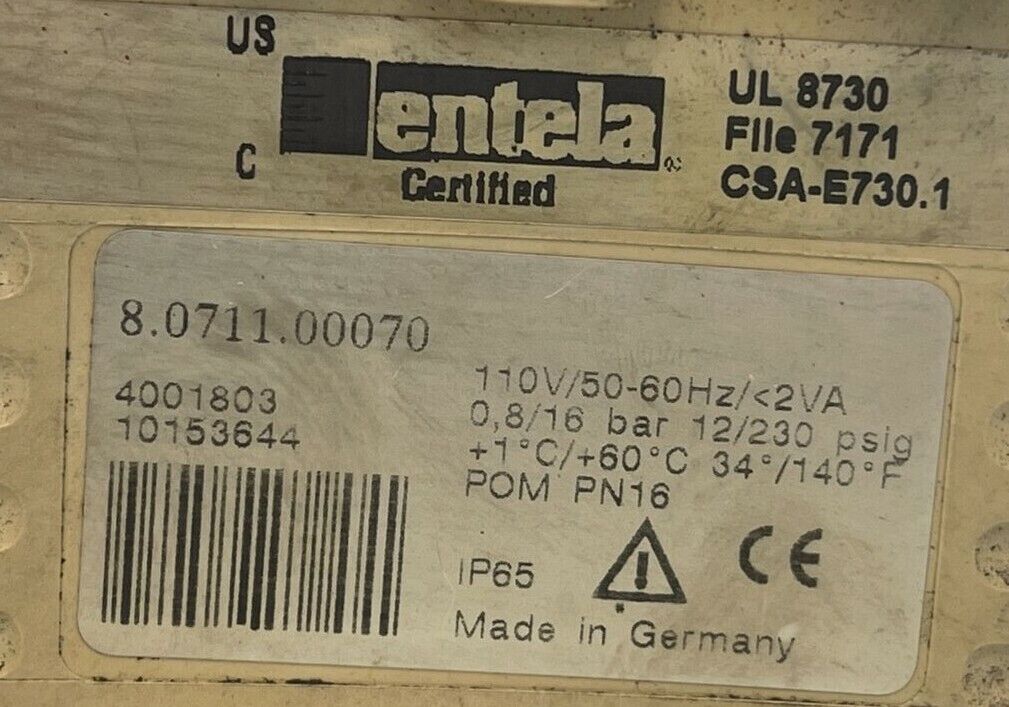 US
entela®
C
Certified
UL 8730
File 7171
CSA-E730.1
8.0711.00070
4001803
10153644
110V/50-60Hz/<2VA
0,8/16 bar 12/230 psig
+1°C/+60°C 34°/140°F
POM PN16
IP65
CE
Made in Germany